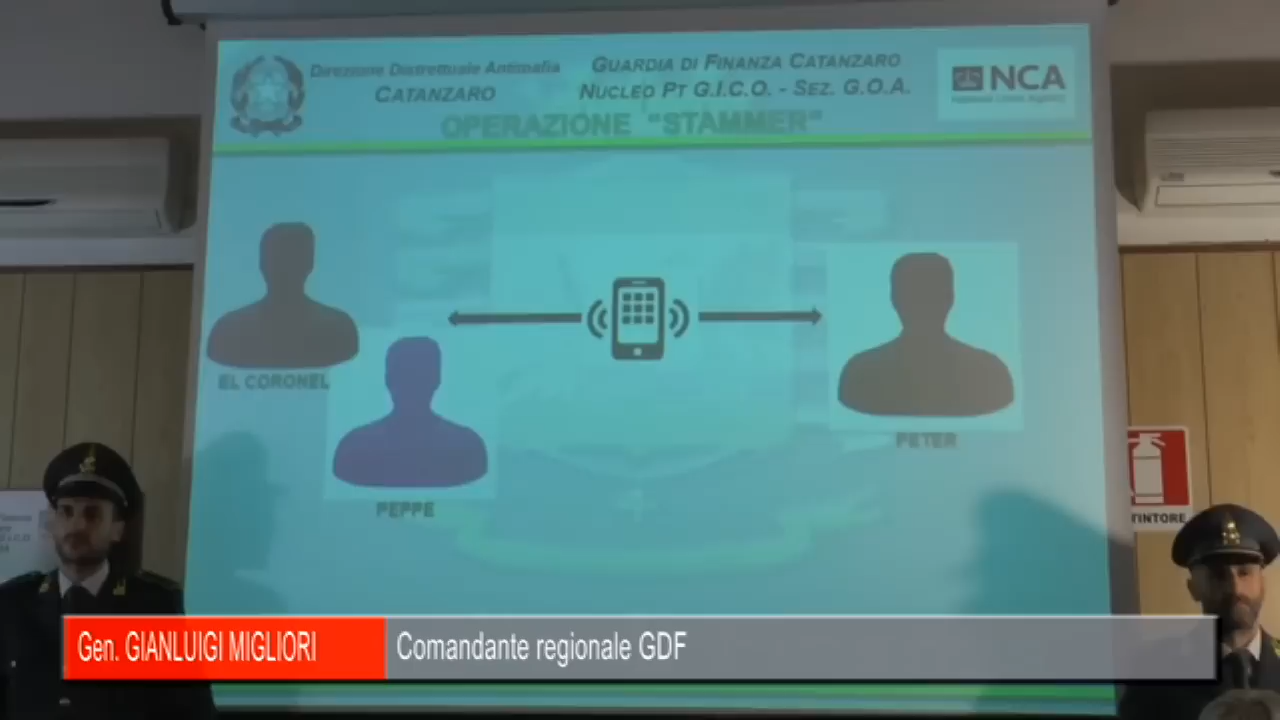 Direzione Distrettuale Antimafia
CATANZARO
GUARDIA DI FINANZA CATANZARO
NUCLEO PT G.I.C.O. - SEZ. G.O.A.
NCA
OPERAZIONE "STAMMER"
EL CORONEL
PEPPE
PETER
TINTORE
Gen. GIANLUIGI MIGLIORI
Comandante regionale GDF